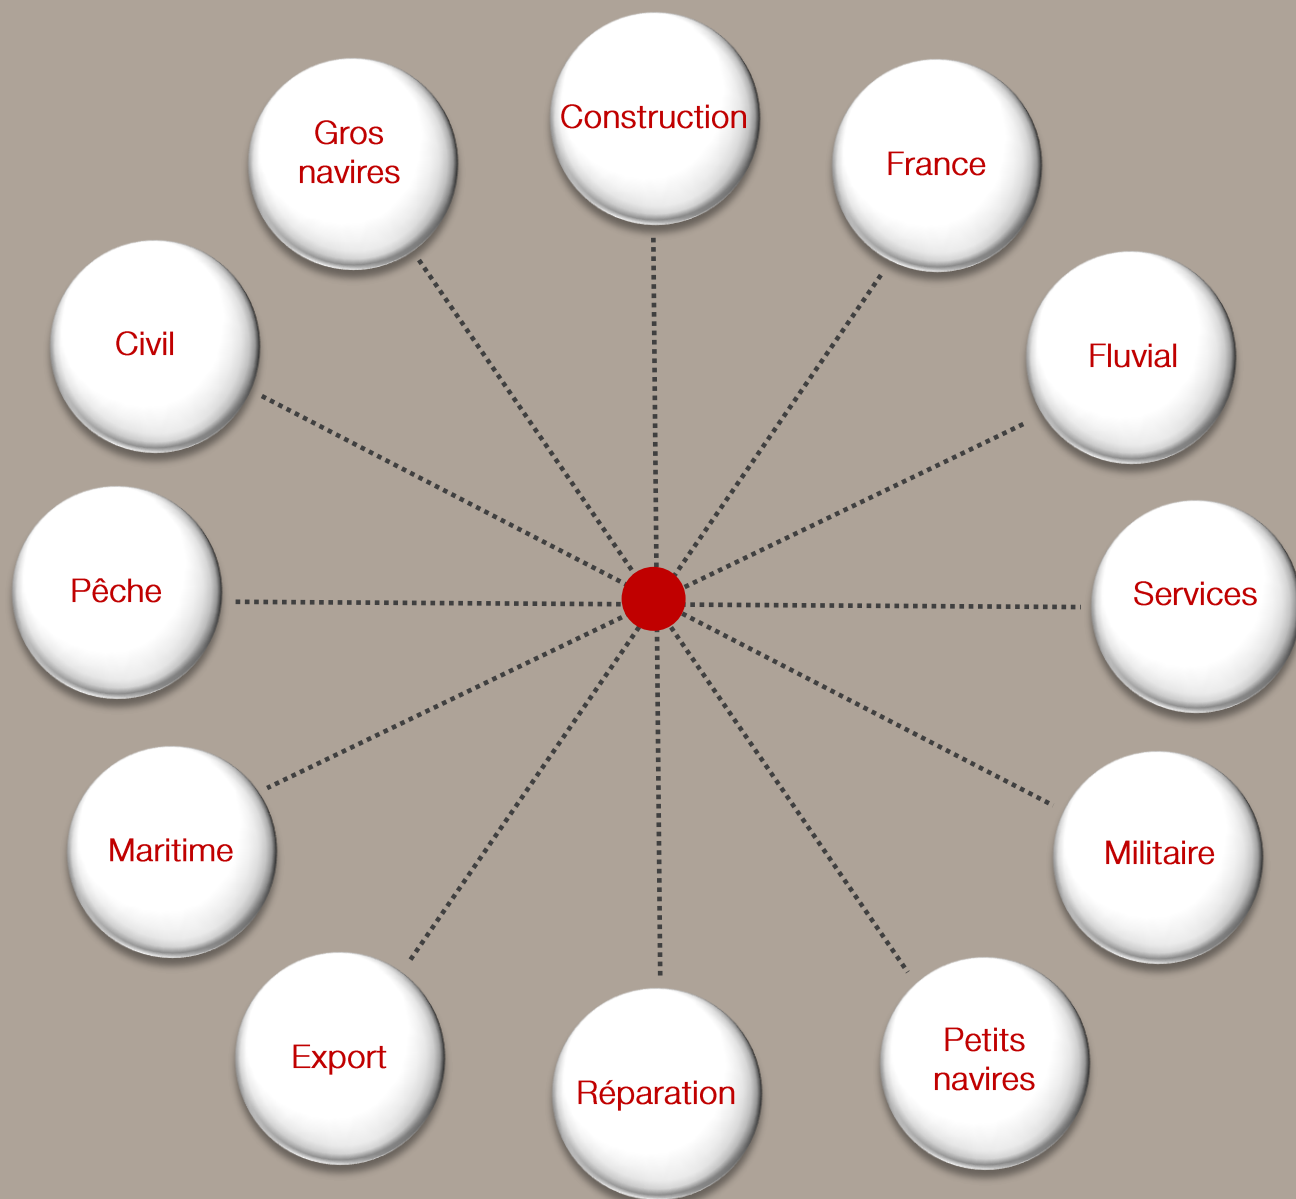 Construction
Gros
navires
France
Civil
Fluvial
Pêche
Services
Maritime
Militaire
Export
Réparation
Petits
navires